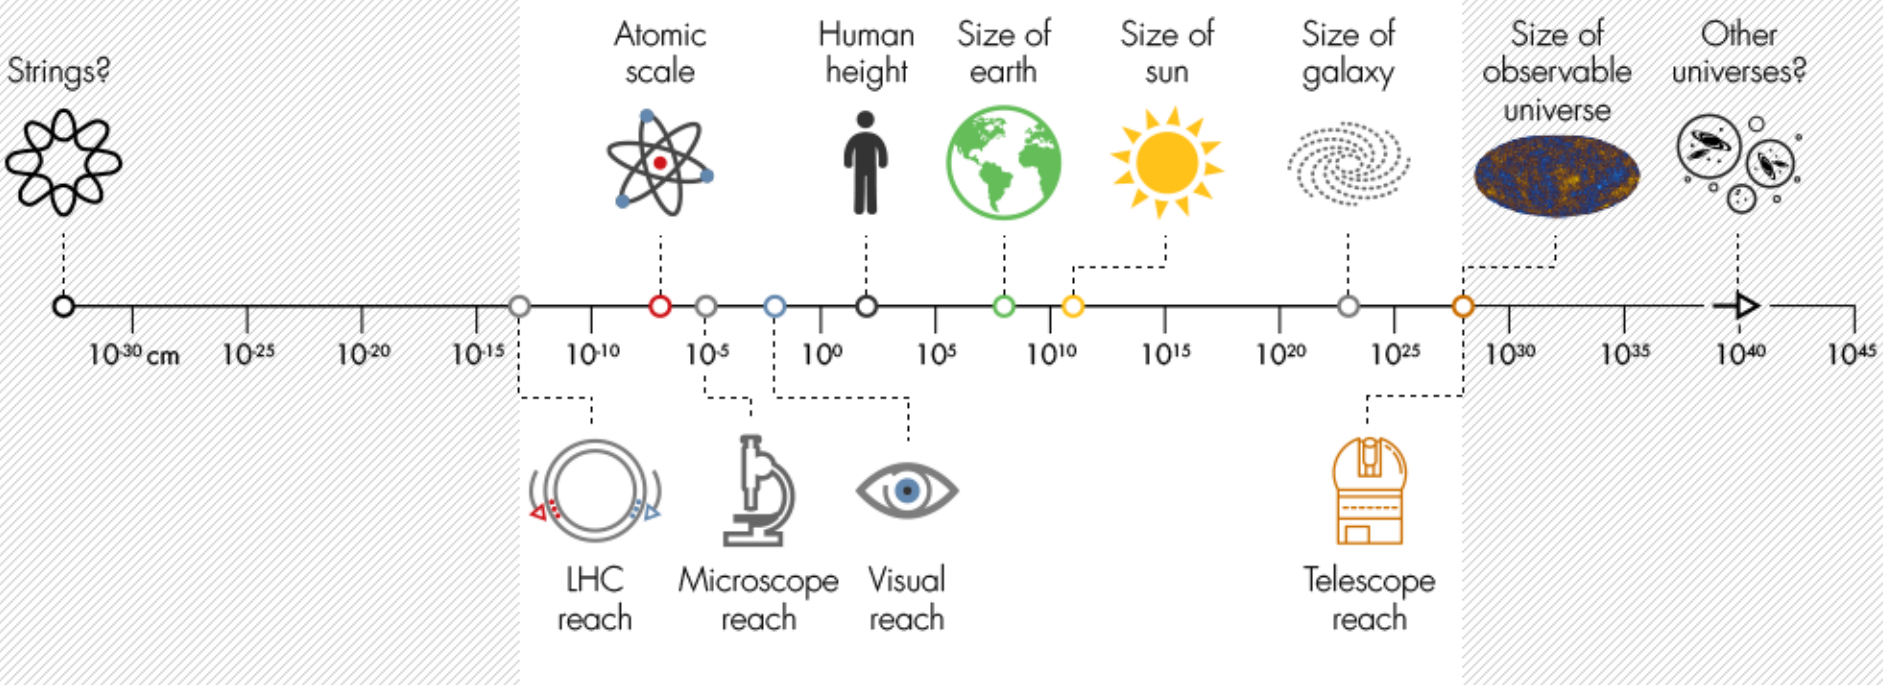 Strings?
Atomic
scale
Human
height
Size of
earth
Size of
sun
Size of
galaxy
Size of
observable
universe
Other
universes?
10⁻³⁰ cm 10⁻²⁵ 10⁻²⁰ 10⁻¹⁵ 10⁻¹⁰ 10⁻⁵ 10⁰ 10⁵ 10¹⁰ 10¹⁵ 10²⁰ 10²⁵ 10³⁰ 10³⁵ 10⁴⁰ 10⁴⁵
LHC
reach
Microscope
reach
Visual
reach
Telescope
reach